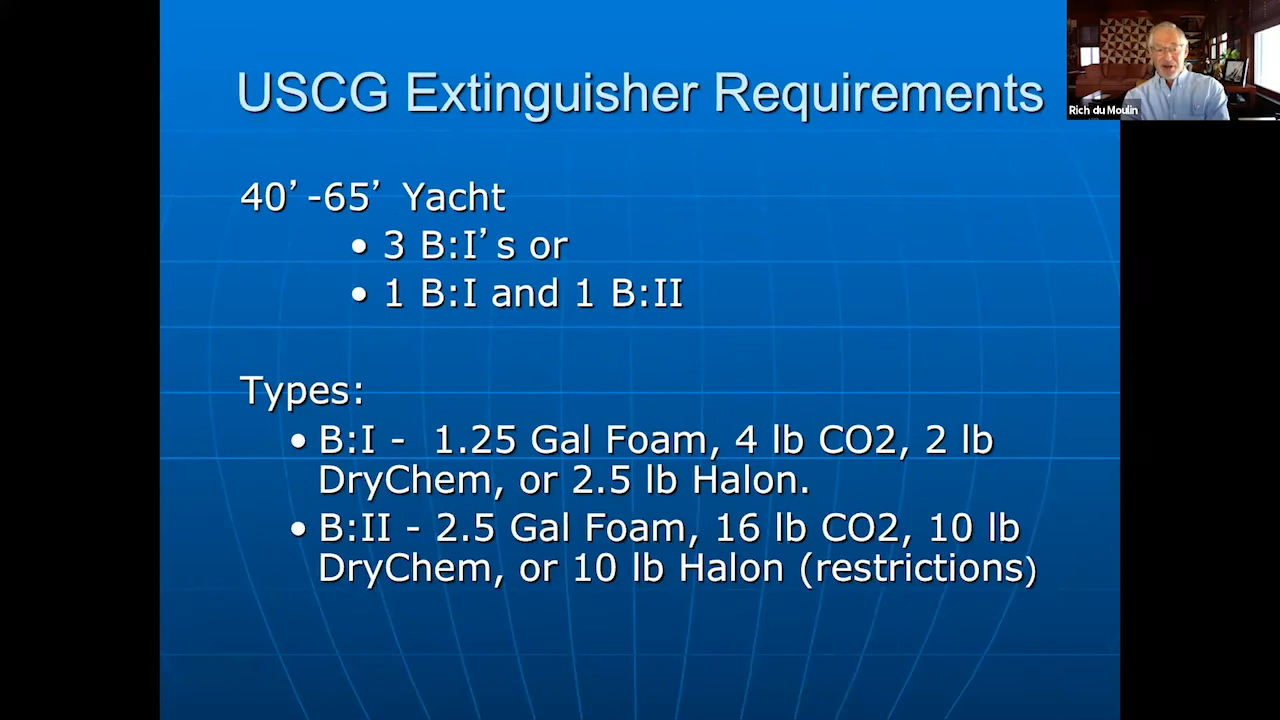 USCG Extinguisher Requirements
Rich du Moulin
40’-65’ Yacht
• 3 B:I’s or
• 1 B:I and 1 B:II
Types:
• B:I - 1.25 Gal Foam, 4 lb CO2, 2 lb
DryChem, or 2.5 lb Halon.
• B:II - 2.5 Gal Foam, 16 lb CO2, 10 lb
DryChem, or 10 lb Halon (restrictions)